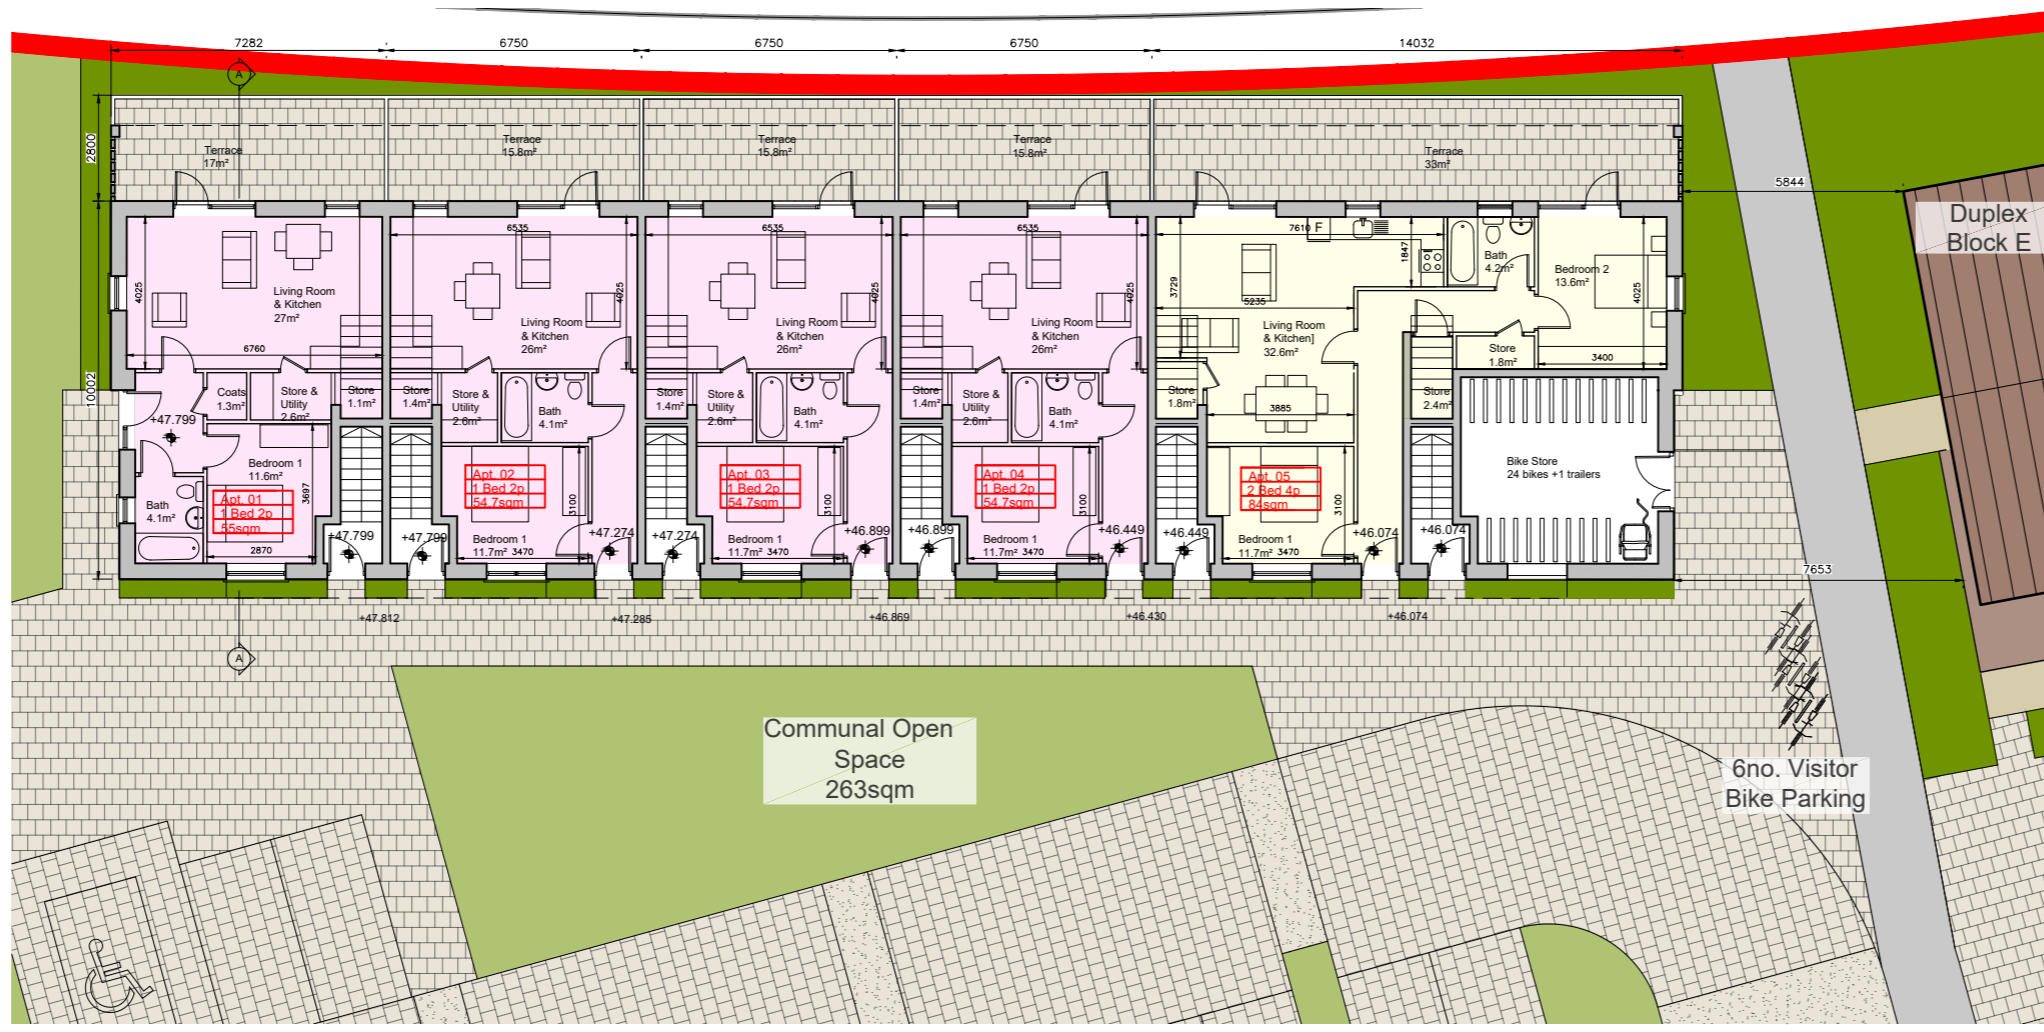 7282
6750
6750
6750
14032
A
2800
Terrace
17m²
Terrace
15.8m²
Terrace
15.8m²
Terrace
15.8m²
Terrace
33m²
5844
Duplex
Block E
10002
4025
Living Room
& Kitchen
27m²
6760
6535
4025
Living Room
& Kitchen
26m²
6535
4025
Living Room
& Kitchen
26m²
6535
4025
Living Room
& Kitchen
26m²
7610
F
1847
3729
5235
Living Room
& Kitchen]
32.6m²
3885
Bath
4.2m²
Bedroom 2
13.6m²
4025
3400
Store
1.8m²
Coats
1.3m²
Store &
Utility
2.6m²
Store
1.1m²
Store
1.4m²
Store &
Utility
2.6m²
Bath
4.1m²
Store
1.4m²
Store &
Utility
2.6m²
Bath
4.1m²
Store
1.4m²
Store &
Utility
2.6m²
Bath
4.1m²
Store
1.8m²
Store
2.4m²
+47.799
Bedroom 1
11.6m²
3697
Bath
4.1m²
Apt. 01
1 Bed 2p
55sqm
2870
+47.799
+47.799
Apt. 02
1 Bed 2p
54.7sqm
3100
Bedroom 1
11.7m² 3470
+47.274
+47.274
Apt. 03
1 Bed 2p
54.7sqm
3100
Bedroom 1
11.7m² 3470
+46.899
+46.899
Apt. 04
1 Bed 2p
54.7sqm
3100
Bedroom 1
11.7m² 3470
+46.449
+46.449
Apt. 05
2 Bed 4p
84sqm
3100
Bedroom 1
11.7m² 3470
+46.074
+46.074
Bike Store
24 bikes +1 trailers
7653
+47.812
+47.285
+46.869
+46.430
+46.074
A
Communal Open
Space
263sqm
6no. Visitor
Bike Parking